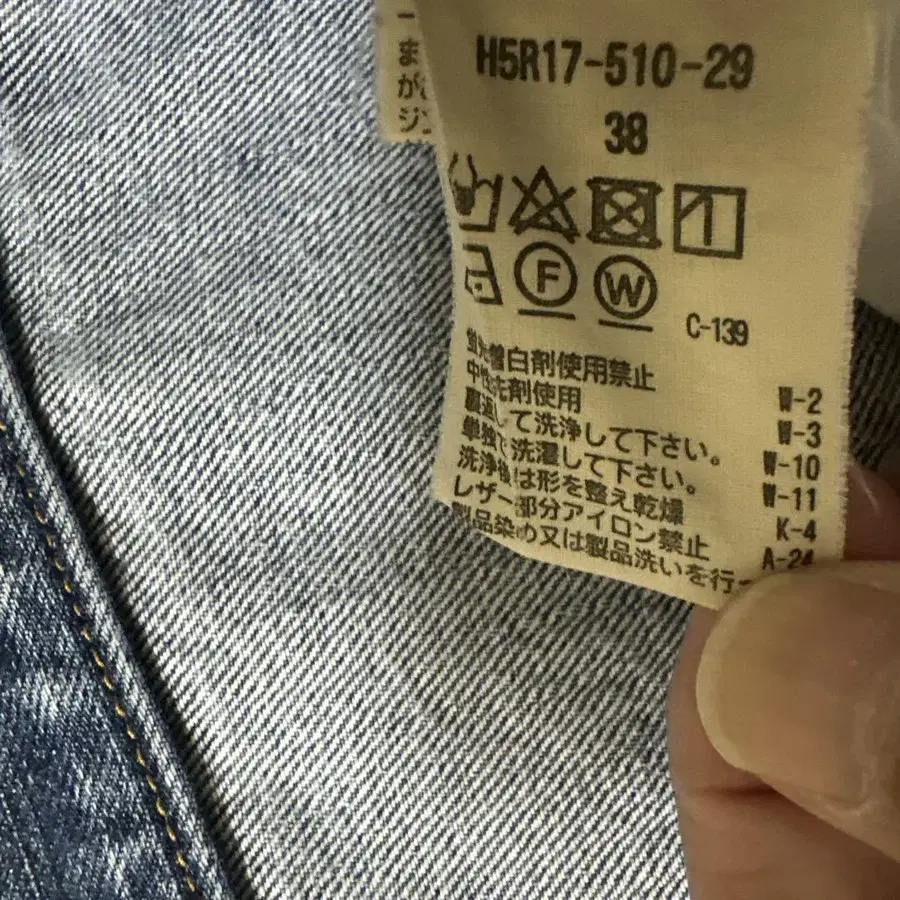 ー
ま
が
ジ
H5R17-510-29
38
F
W
C-139
蛍光増白剤使用禁止 W-2
中性洗剤使用 W-3
裏返して洗浄して下さい。 W-10
単独で洗濯して下さい。 W-11
洗浄後は形を整え乾燥 K-4
レザー部分アイロン禁止 A-24
製品染め又は製品洗いを行っ